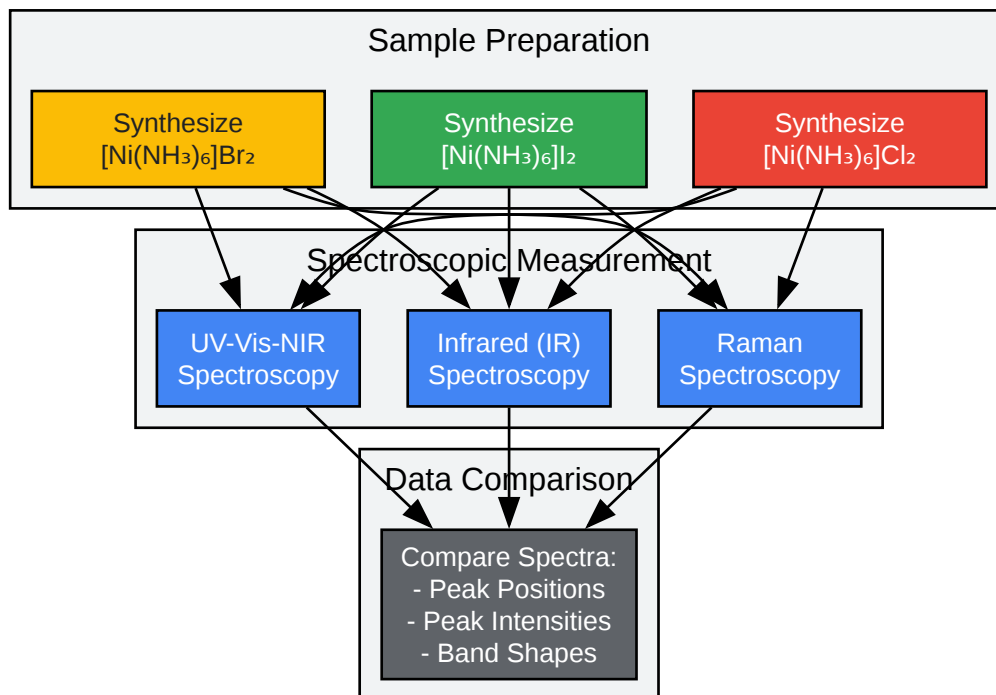 Sample Preparation
Synthesize
[Ni(NH₃)₆]Br₂
Synthesize
[Ni(NH₃)₆]I₂
Synthesize
[Ni(NH₃)₆]Cl₂
Spectroscopic Measurement
UV-Vis-NIR
Spectroscopy
Infrared (IR)
Spectroscopy
Raman
Spectroscopy
Data Comparison
Compare Spectra:
- Peak Positions
- Peak Intensities
- Band Shapes